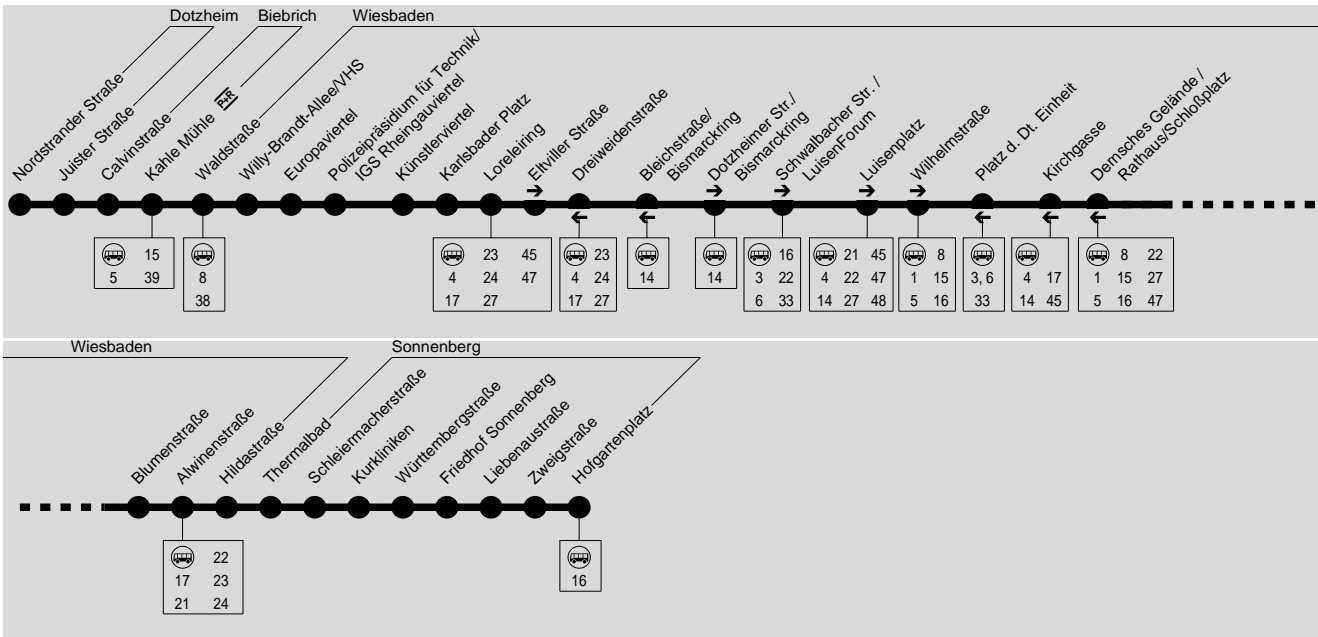 Dotzheim Biebrich Wiesbaden
Nordstrander Straße
Juister Straße
Calvinstraße
Kahle Mühle P+R
Waldstraße
Willy-Brandt-Allee/VHS
Europaviertel
Polizeipräsidium für Technik/
IGS Rheingauviertel
Künstlerviertel
Karlsbader Platz
Loreleiring
Eltviller Straße
Dreiweidenstraße
Bleichstraße/
Bismarckring
Dotzheimer Str./
Bismarckring
Schwalbacher Str. /
LuisenForum
Luisenplatz
Wilhelmstraße
Platz d. Dt. Einheit
Kirchgasse
Dernsches Gelände /
Rathaus/Schloßplatz
15
5 39
8
38
23 45
4 24 47
17 27
23
4 24
17 27
14
14
16
3 22
6 33
21 45
4 22 47
14 27 48
8
1 15
5 16
3, 6
33
4 17
14 45
8 22
1 15 27
5 16 47
Wiesbaden Sonnenberg
Blumenstraße
Alwinenstraße
Hildastraße
Thermalbad
Schleiermacherstraße
Kurkliniken
Württembergstraße
Friedhof Sonnenberg
Liebenaustraße
Zweigstraße
Hofgartenplatz
22
17 23
21 24
16